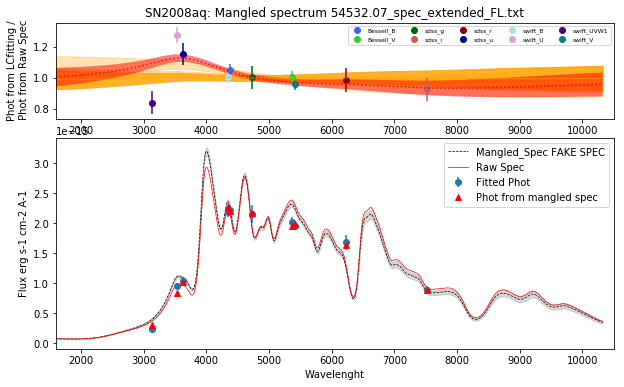 SN2008aq: Mangled spectrum 54532.07_spec_extended_FL.txt
Phot from LCfitting /
Phot from Raw Spec
1.2
1.0
0.8
Bessell_B
sdss_g
sdss_r
swift_B
swift_UVW1
Bessell_V
sdss_i
sdss_u
swift_U
swift_V
2000 3000 4000 5000 6000 7000 8000 9000 10000
Flux erg s-1 cm-2 A-1
3.0
2.5
2.0
1.5
1.0
0.5
0.0
Mangled_Spec FAKE SPEC
Raw Spec
Fitted Phot
Phot from mangled spec
2000 3000 4000 5000 6000 7000 8000 9000 10000
Wavelenght